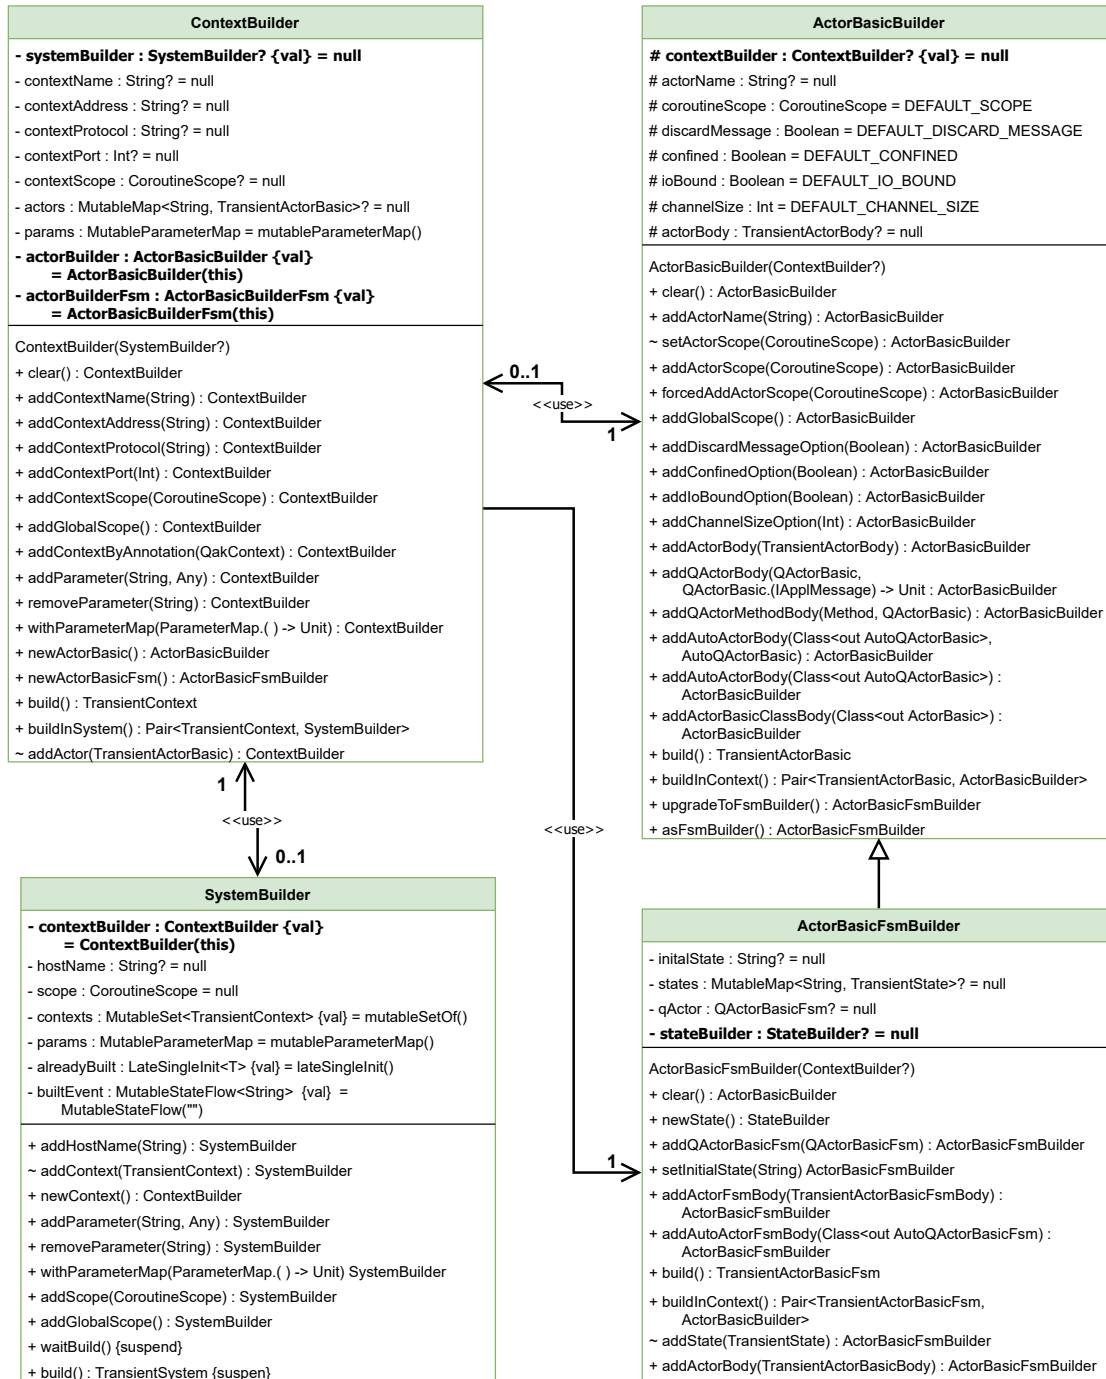 ContextBuilder
- systemBuilder : SystemBuilder? {val} = null
- contextName : String? = null
- contextAddress : String? = null
- contextProtocol : String? = null
- contextPort : Int? = null
- contextScope : CoroutineScope? = null
- actors : MutableMap<String, TransientActorBasic>? = null
- params : MutableParameterMap = mutableParameterMap()
- actorBuilder : ActorBasicBuilder {val}
= ActorBasicBuilder(this)
- actorBuilderFsm : ActorBasicBuilderFsm {val}
= ActorBasicBuilderFsm(this)
ContextBuilder(SystemBuilder?)
+ clear() : ContextBuilder
+ addContextName(String) : ContextBuilder
+ addContextAddress(String) : ContextBuilder
+ addContextProtocol(String) : ContextBuilder
+ addContextPort(Int) : ContextBuilder
+ addContextScope(CoroutineScope) : ContextBuilder
+ addGlobalScope() : ContextBuilder
+ addContextByAnnotation(QakContext) : ContextBuilder
+ addParameter(String, Any) : ContextBuilder
+ removeParameter(String) : ContextBuilder
+ withParameterMap(ParameterMap.( ) -> Unit) : ContextBuilder
+ newActorBasic() : ActorBasicBuilder
+ newActorBasicFsm() : ActorBasicFsmBuilder
+ build() : TransientContext
+ buildInSystem() : Pair<TransientContext, SystemBuilder>
~ addActor(TransientActorBasic) : ContextBuilder
ActorBasicBuilder
# contextBuilder : ContextBuilder? {val} = null
# actorName : String? = null
# coroutineScope : CoroutineScope = DEFAULT_SCOPE
# discardMessage : Boolean = DEFAULT_DISCARD_MESSAGE
# confined : Boolean = DEFAULT_CONFINED
# ioBound : Boolean = DEFAULT_IO_BOUND
# channelSize : Int = DEFAULT_CHANNEL_SIZE
# actorBody : TransientActorBody? = null
ActorBasicBuilder(ContextBuilder?)
+ clear() : ActorBasicBuilder
+ addActorName(String) : ActorBasicBuilder
~ setActorScope(CoroutineScope) : ActorBasicBuilder
+ addActorScope(CoroutineScope) : ActorBasicBuilder
+ forcedAddActorScope(CoroutineScope) : ActorBasicBuilder
+ addGlobalScope() : ActorBasicBuilder
+ addDiscardMessageOption(Boolean) : ActorBasicBuilder
+ addConfinedOption(Boolean) : ActorBasicBuilder
+ addIoBoundOption(Boolean) : ActorBasicBuilder
+ addChannelSizeOption(Int) : ActorBasicBuilder
+ addActorBody(TransientActorBody) : ActorBasicBuilder
+ addQActorBody(QActorBasic,
QActorBasic.(IApplMessage) -> Unit : ActorBasicBuilder
+ addQActorMethodBody(Method, QActorBasic) : ActorBasicBuilder
+ addAutoActorBody(Class<out AutoQActorBasic>,
AutoQActorBasic) : ActorBasicBuilder
+ addAutoActorBody(Class<out AutoQActorBasic>) :
ActorBasicBuilder
+ addActorBasicClassBody(Class<out ActorBasic>) :
ActorBasicBuilder
+ build() : TransientActorBasic
+ buildInContext() : Pair<TransientActorBasic, ActorBasicBuilder>
+ upgradeToFsmBuilder() : ActorBasicFsmBuilder
+ asFsmBuilder() : ActorBasicFsmBuilder
0..1
<<use>>
1
1
<<use>>
0..1
<<use>>
1
SystemBuilder
- contextBuilder : ContextBuilder {val}
= ContextBuilder(this)
- hostName : String? = null
- scope : CoroutineScope = null
- contexts : MutableSet<TransientContext> {val} = mutableSetOf()
- params : MutableParameterMap = mutableParameterMap()
- alreadyBuilt : LateSingleInit<T> {val} = lateSingleInit()
- builtEvent : MutableStateFlow<String> {val} =
MutableStateFlow("")
+ addHostName(String) : SystemBuilder
~ addContext(TransientContext) : SystemBuilder
+ newContext() : ContextBuilder
+ addParameter(String, Any) : SystemBuilder
+ removeParameter(String) : SystemBuilder
+ withParameterMap(ParameterMap.( ) -> Unit) SystemBuilder
+ addScope(CoroutineScope) : SystemBuilder
+ addGlobalScope() : SystemBuilder
+ waitBuild() {suspend}
+ build() : TransientSystem {suspen}
ActorBasicFsmBuilder
- initalState : String? = null
- states : MutableMap<String, TransientState>? = null
- qActor : QActorBasicFsm? = null
- stateBuilder : StateBuilder? = null
ActorBasicFsmBuilder(ContextBuilder?)
+ clear() : ActorBasicBuilder
+ newState() : StateBuilder
+ addQActorBasicFsm(QActorBasicFsm) : ActorBasicFsmBuilder
+ setInitialState(String) ActorBasicFsmBuilder
+ addActorFsmBody(TransientActorBasicFsmBody) :
ActorBasicFsmBuilder
+ addAutoActorFsmBody(Class<out AutoQActorBasicFsm) :
ActorBasicFsmBuilder
+ build() : TransientActorBasicFsm
+ buildInContext() : Pair<TransientActorBasicFsm,
ActorBasicBuilder>
~ addState(TransientState) : ActorBasicFsmBuilder
+ addActorBody(TransientActorBasicBody) : ActorBasicFsmBuilder